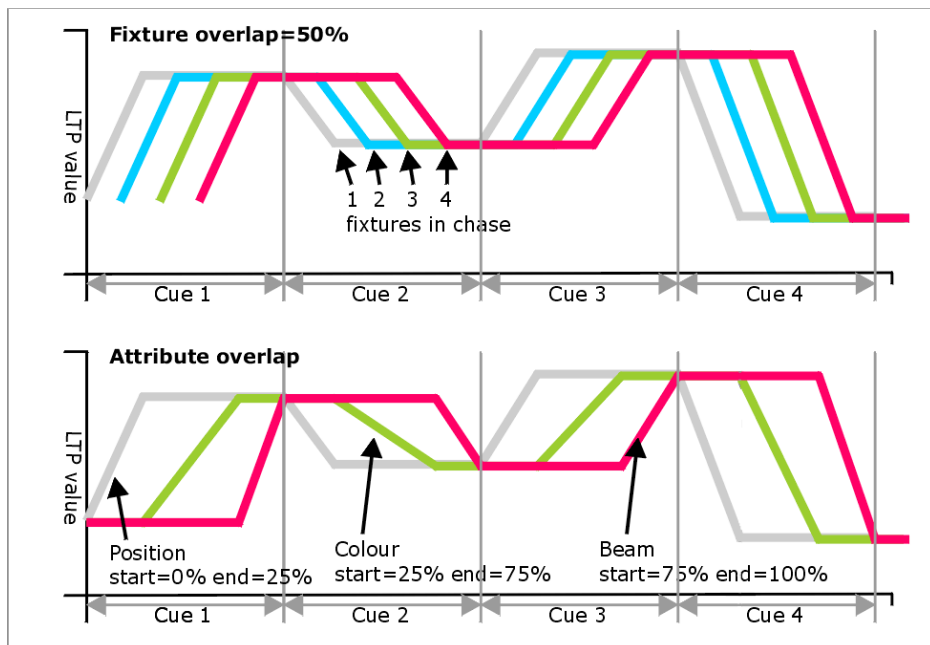 Fixture overlap=50%
LTP value
1 2 3 4
fixtures in chase
Cue 1 Cue 2 Cue 3 Cue 4
Attribute overlap
LTP value
Position
start=0% end=25%
Colour
start=25% end=75%
Beam
start=75% end=100%
Cue 1 Cue 2 Cue 3 Cue 4